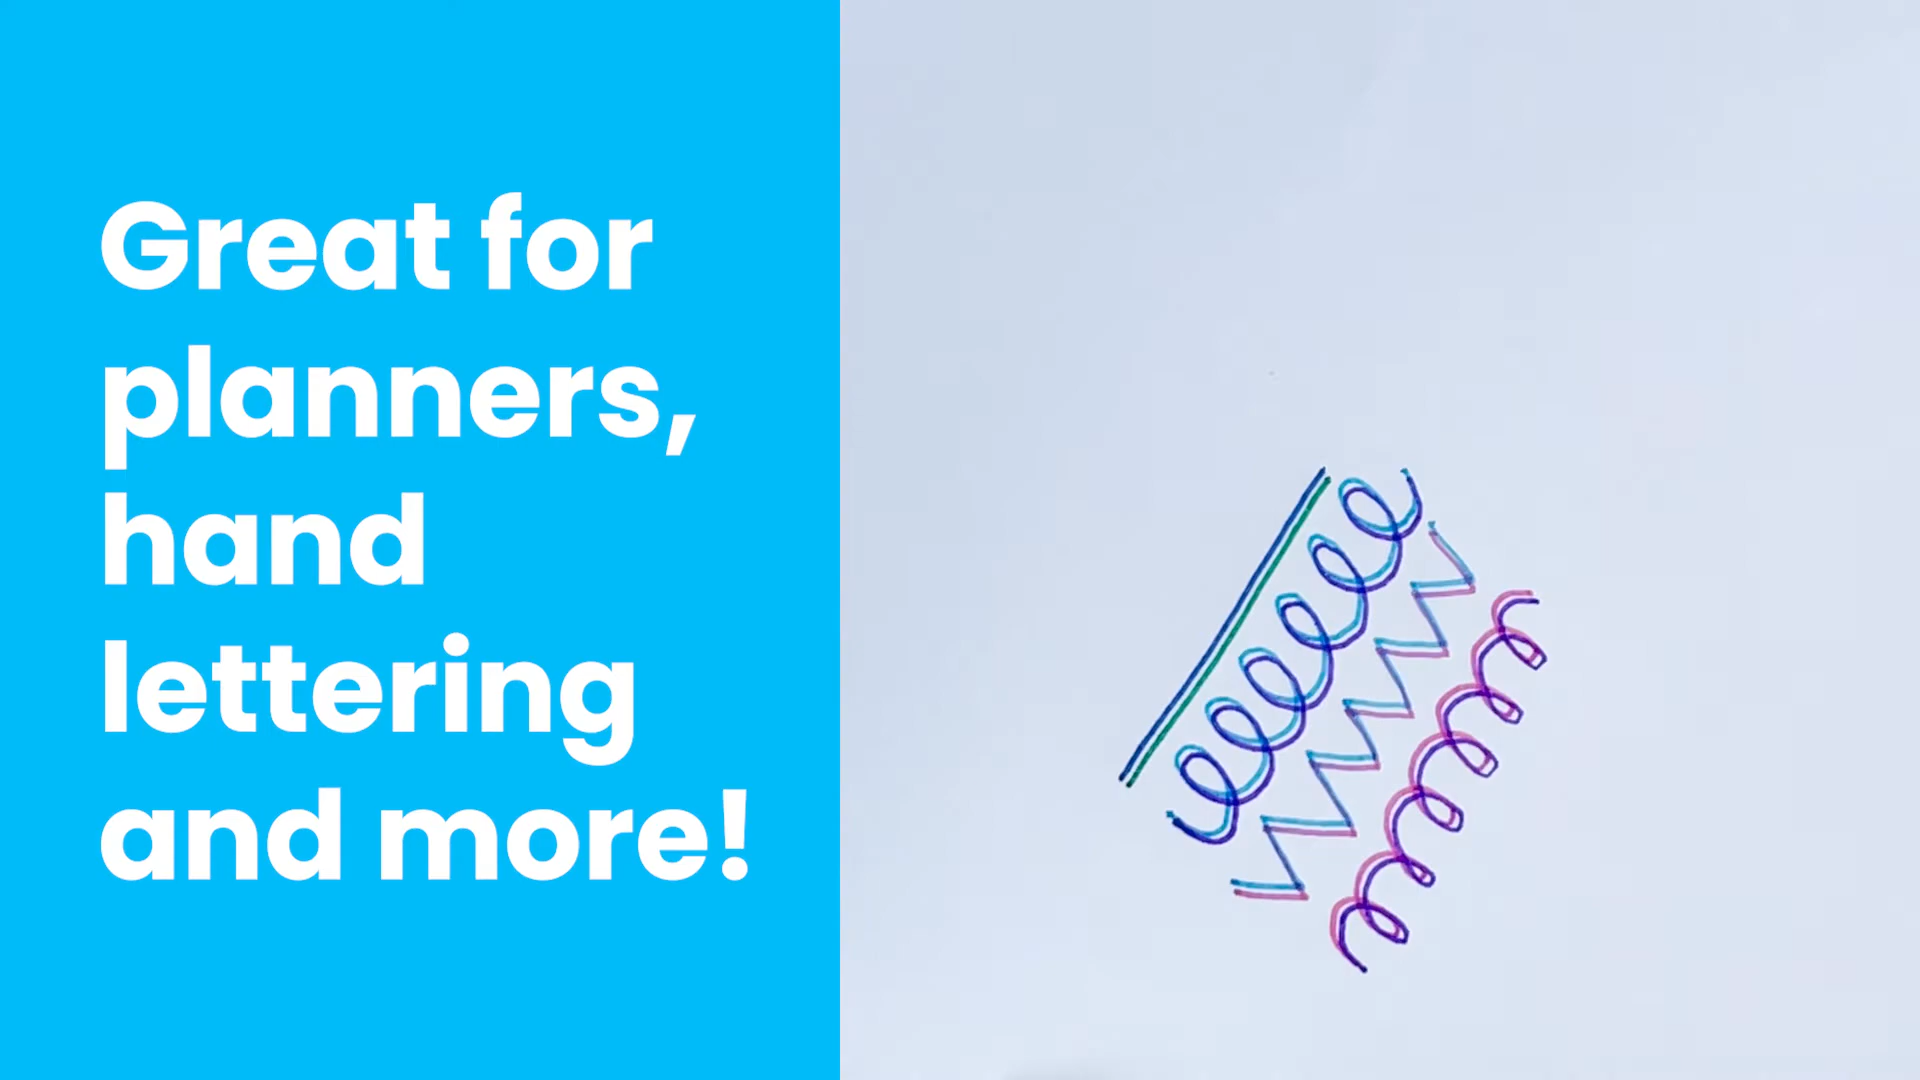 Great for
planners,
hand
lettering
and more!